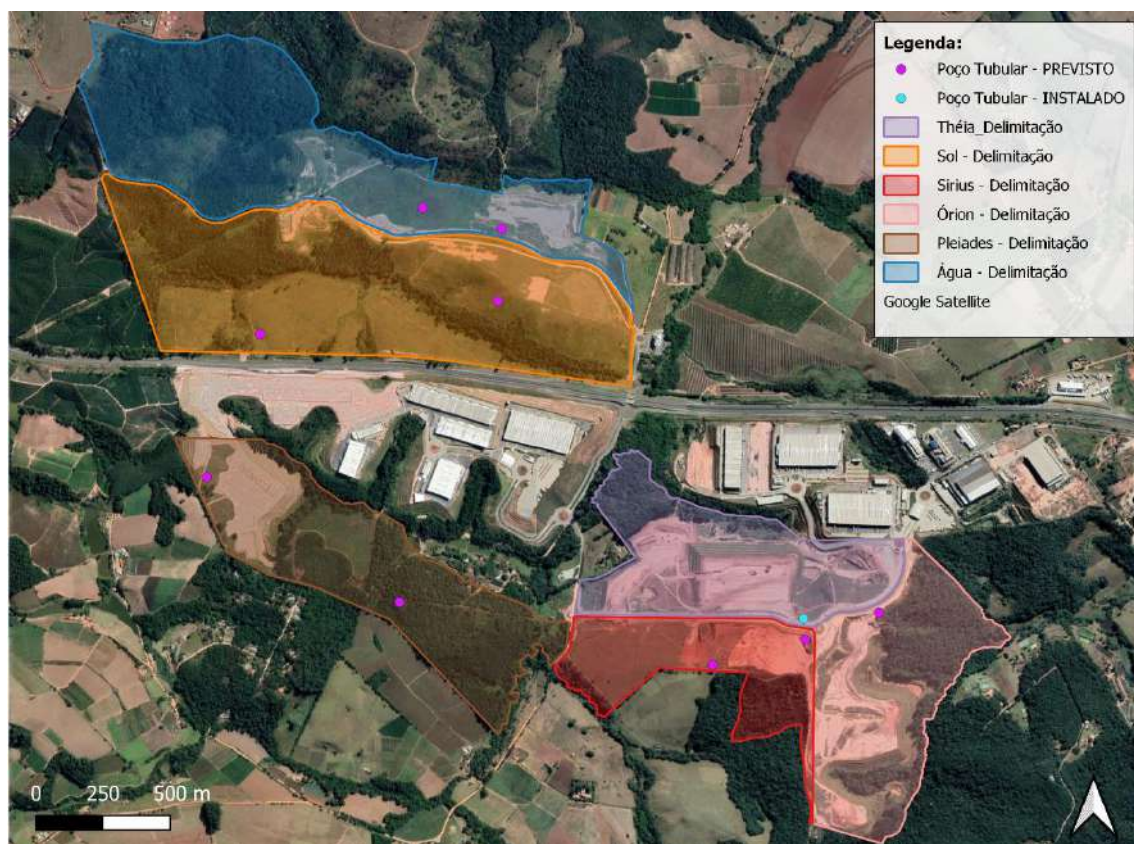 Legenda:
Poço Tubular - PREVISTO
Poço Tubular - INSTALADO
Théia_Delimitação
Sol - Delimitação
Sirius - Delimitação
Órion - Delimitação
Pleiades - Delimitação
Água - Delimitação
Google Satellite
0 250 500 m